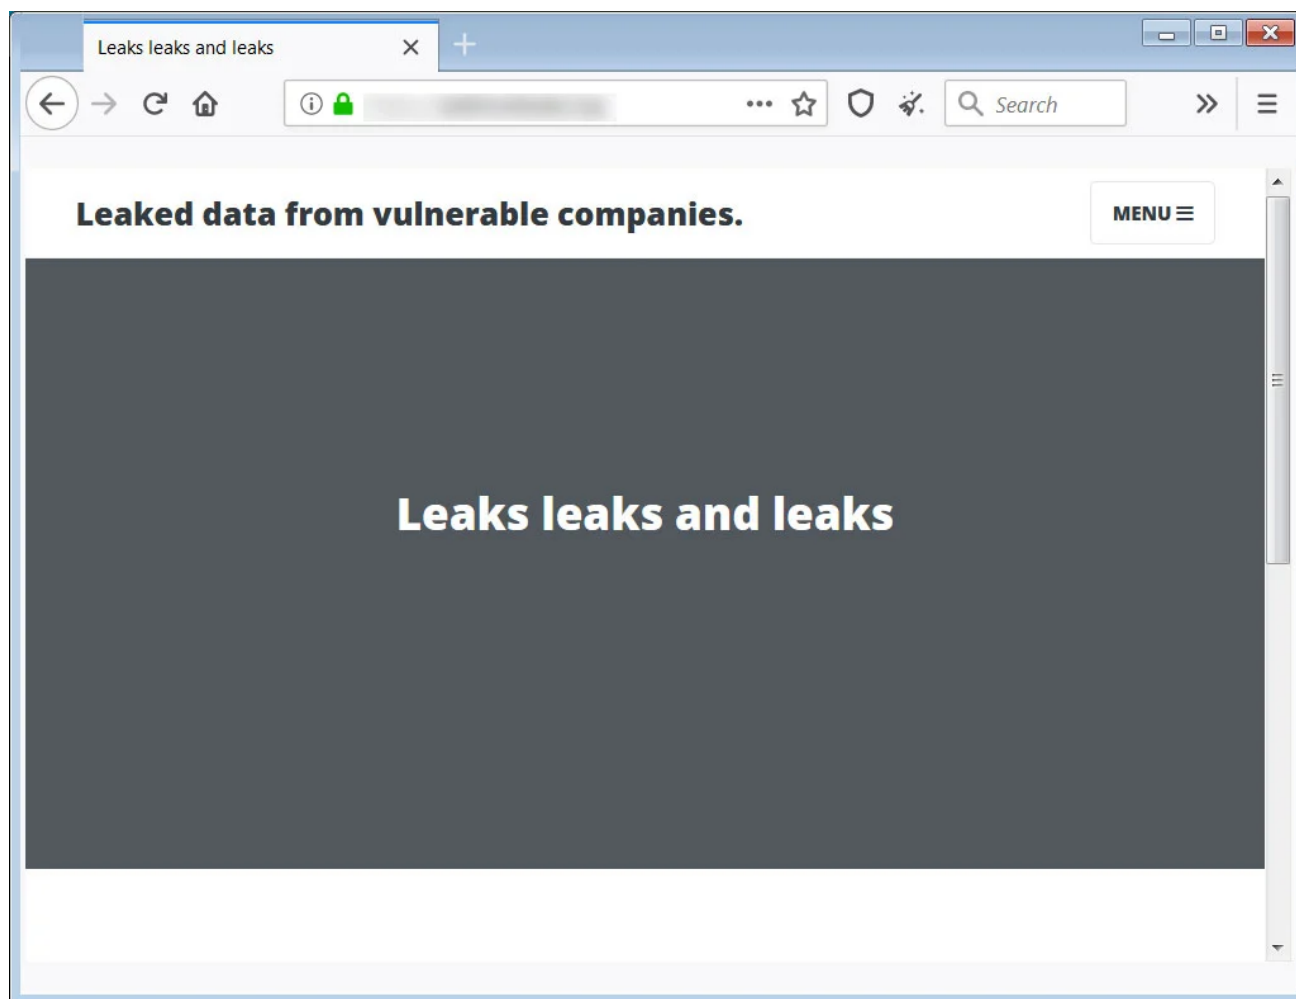 Leaks leaks and leaks
Search
Leaked data from vulnerable companies.
MENU
Leaks leaks and leaks